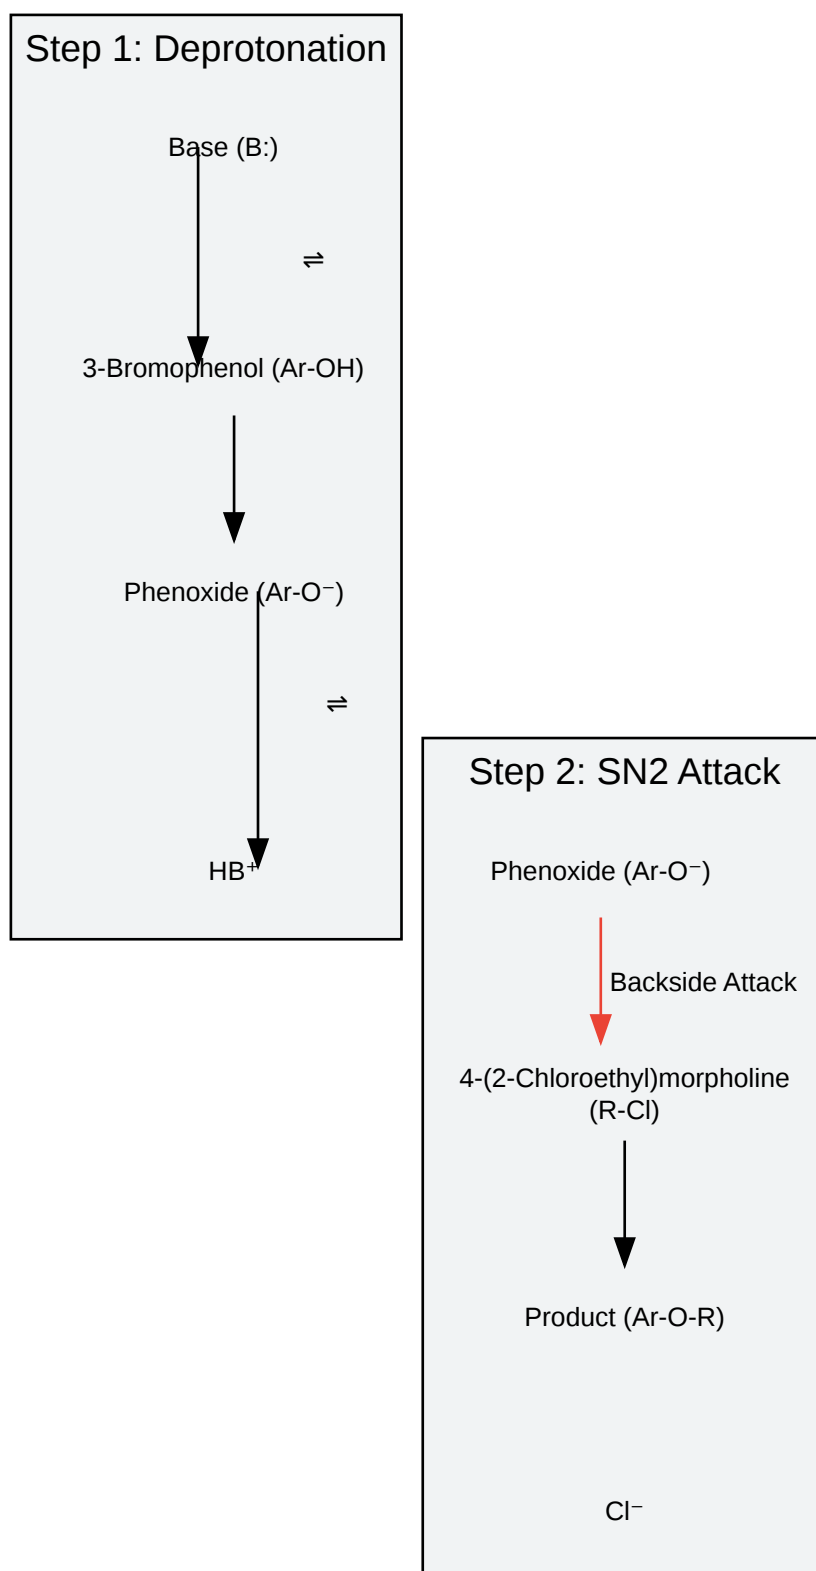 Step 1: Deprotonation
Base (B:)
⇌
3-Bromophenol (Ar-OH)
Phenoxide (Ar-O⁻)
⇌
HB⁺
Step 2: SN2 Attack
Phenoxide (Ar-O⁻)
Backside Attack
4-(2-Chloroethyl)morpholine
(R-Cl)
Product (Ar-O-R)
Cl⁻